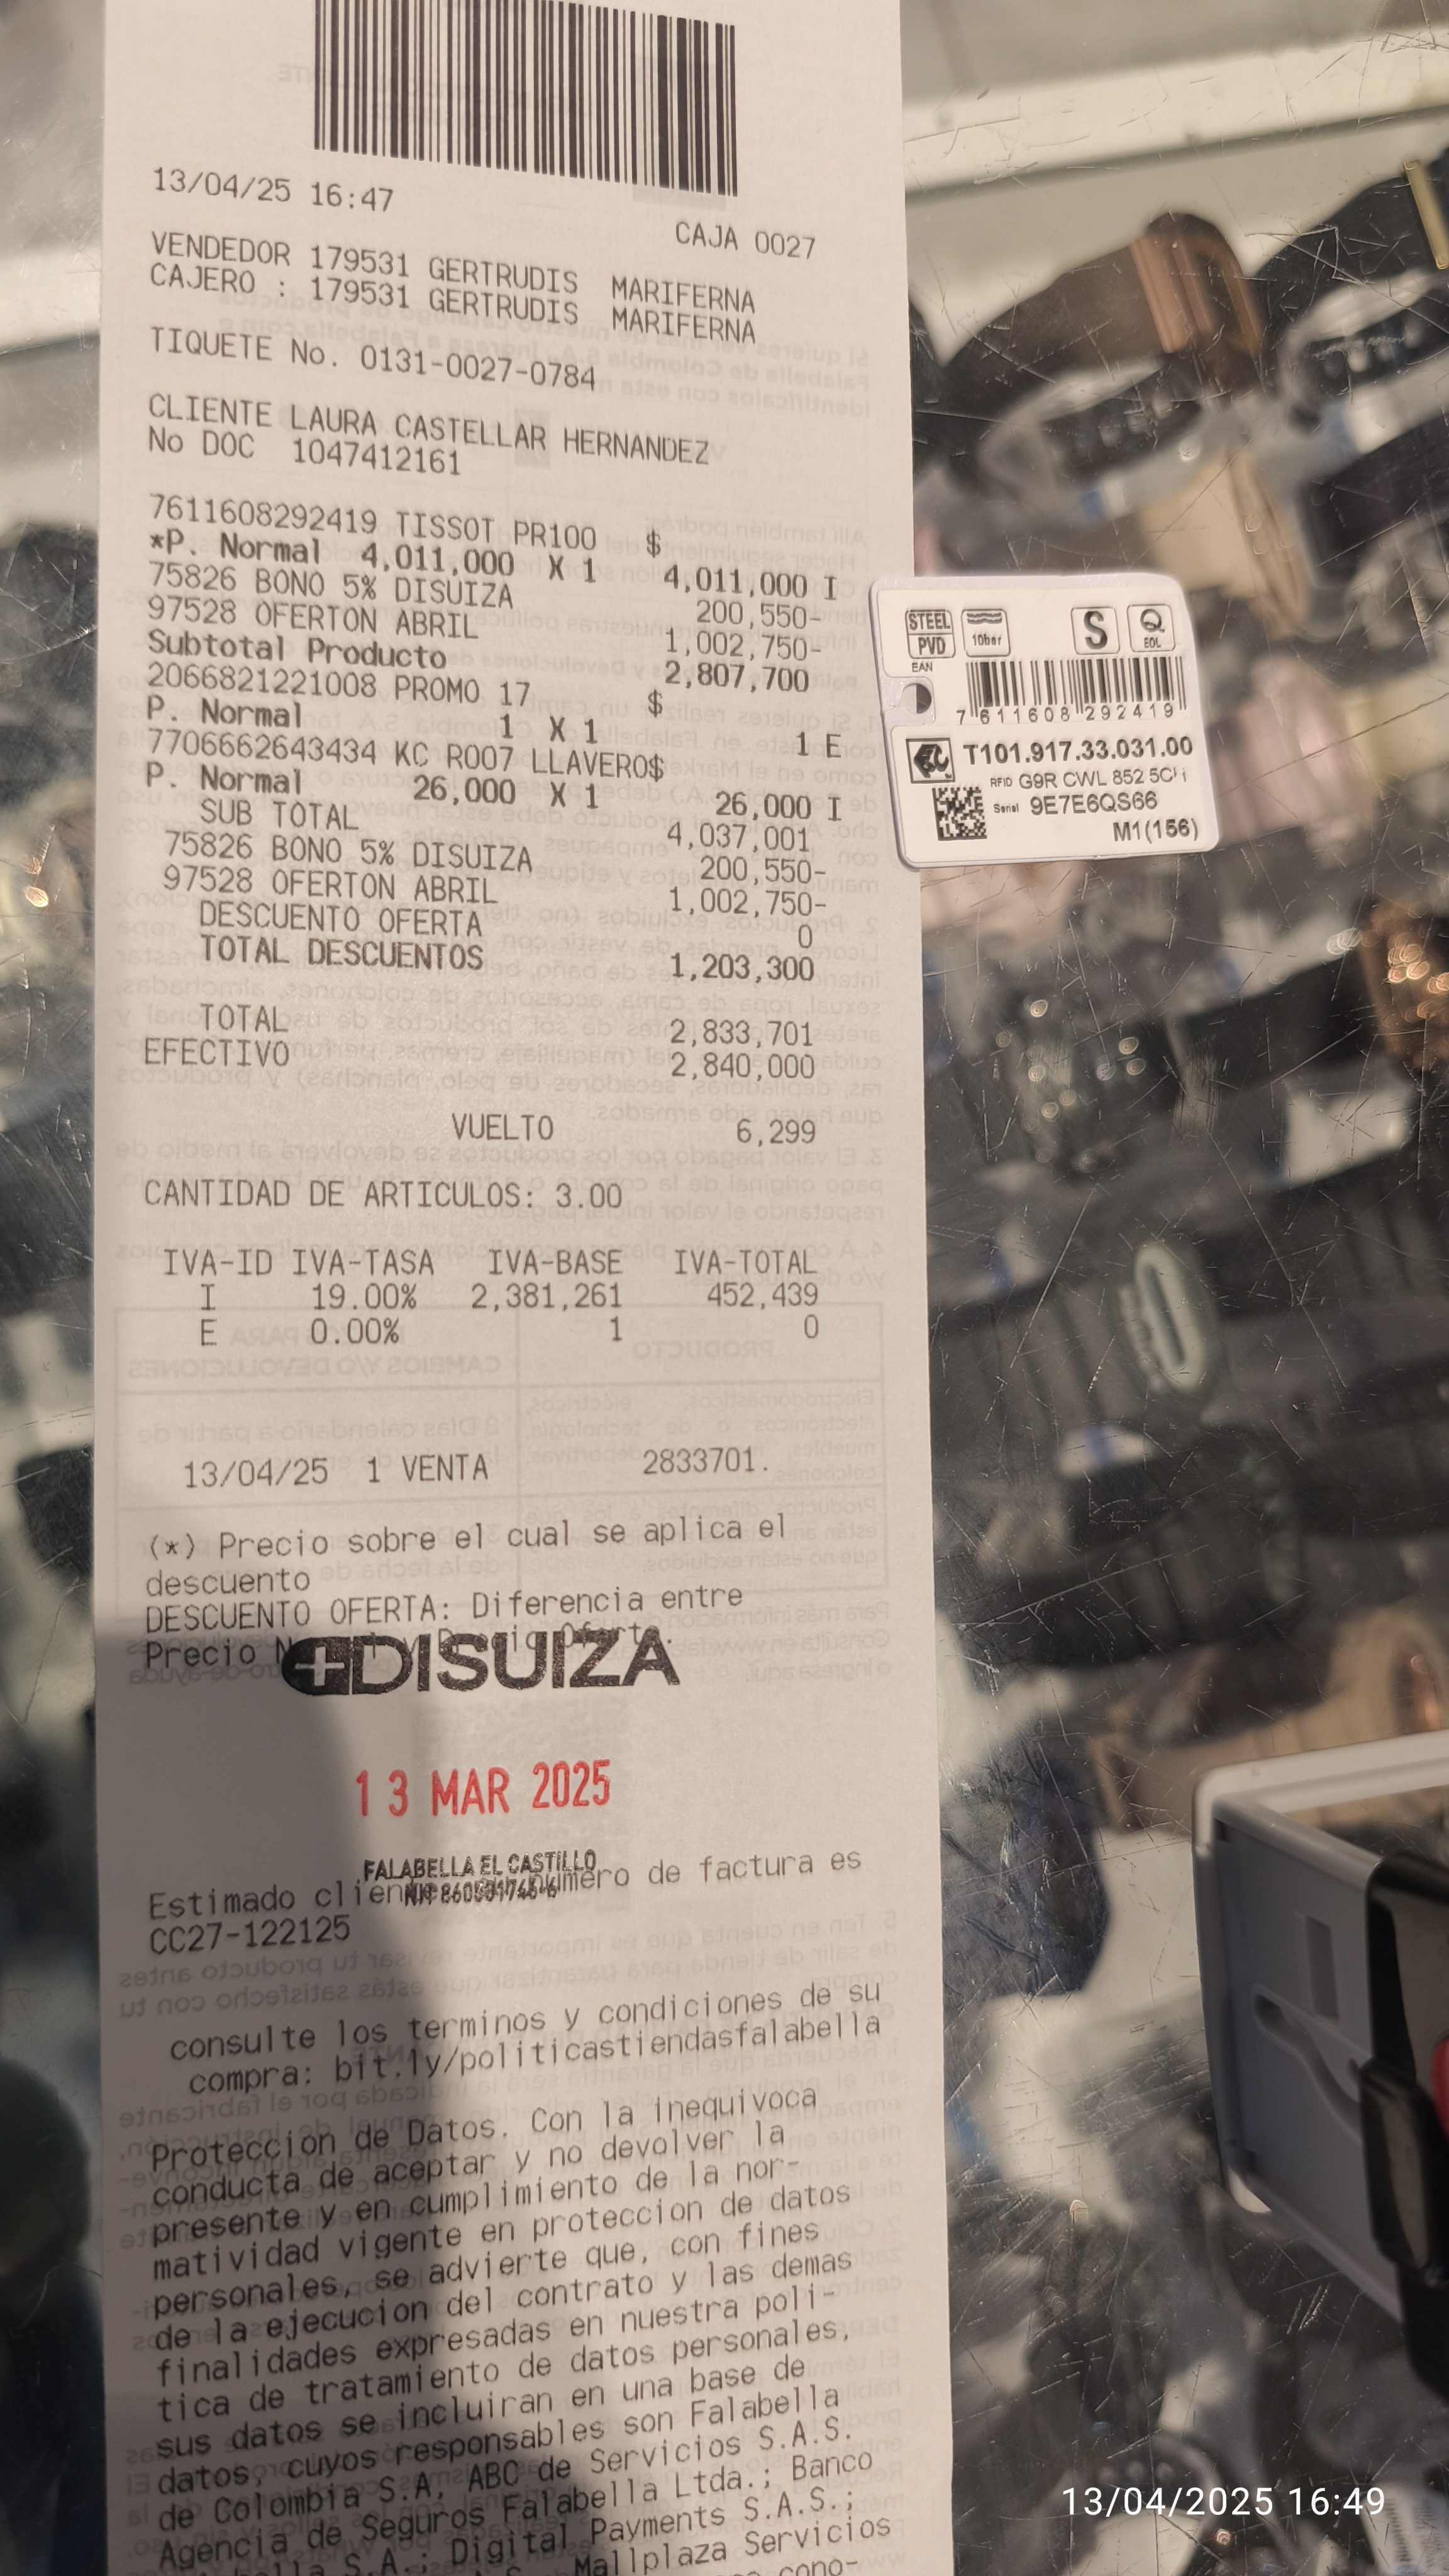 13/04/25 16:47
CAJA 0027
VENDEDOR 179531 GERTRUDIS MARIFERNA
CAJERO : 179531 GERTRUDIS MARIFERNA
TIQUETE No. 0131-0027-0784
CLIENTE LAURA CASTELLAR HERNANDEZ
No DOC 1047412161
7611608292419 TISSOT PR100 $
*P. Normal 4,011,000 X 1 4,011,000 I
75826 BONO 5% DISUIZA 200,550-
97528 OFERTON ABRIL 1,002,750-
Subtotal Producto 2,807,700
2066821221008 PROMO 17 $
P. Normal 1 X 1 1 E
7706662643434 KC R007 LLAVERO$
P. Normal 26,000 X 1 26,000 I
SUB TOTAL 4,037,001
75826 BONO 5% DISUIZA 200,550-
97528 OFERTON ABRIL 1,002,750-
DESCUENTO OFERTA 0
TOTAL DESCUENTOS 1,203,300
TOTAL 2,833,701
EFECTIVO 2,840,000
VUELTO 6,299
CANTIDAD DE ARTICULOS: 3.00
IVA-ID IVA-TASA IVA-BASE IVA-TOTAL
I 19.00% 2,381,261 452,439
E 0.00% 1 0
13/04/25 1 VENTA 2833701.
(*) Precio sobre el cual se aplica el
descuento
DESCUENTO OFERTA: Diferencia entre
Precio
DISUIZA
13 MAR 2025
FALABELLA EL CASTILLO
Estimado cliente número de factura es
CC27-122125
consulte los terminos y condiciones de su
compra: bit.ly/politicastiendasfalabella
Proteccion de Datos. Con la inequivoca
conducta de aceptar y no devolver la
presente y en cumplimiento de la nor-
matividad vigente en proteccion de datos
personales, se advierte que, con fines
de la ejecucion del contrato y las demas
finalidades expresadas en nuestra poli-
tica de tratamiento de datos personales,
sus datos se incluiran en una base de
datos, cuyos responsables son Falabella
de Colombia S.A, ABC de Servicios S.A.S.
Agencia de Seguros Falabella Ltda.; Banco
S.A.; Digital Payments S.A.S.;
Mallplaza Servicios
STEEL
PVD
10bar
S
Q
EOL
EAN
7 611608 292419
T101.917.33.031.00
RFID G9R CWL 852 5C
Serial 9E7E6QS66
M1(156)
13/04/2025 16:49